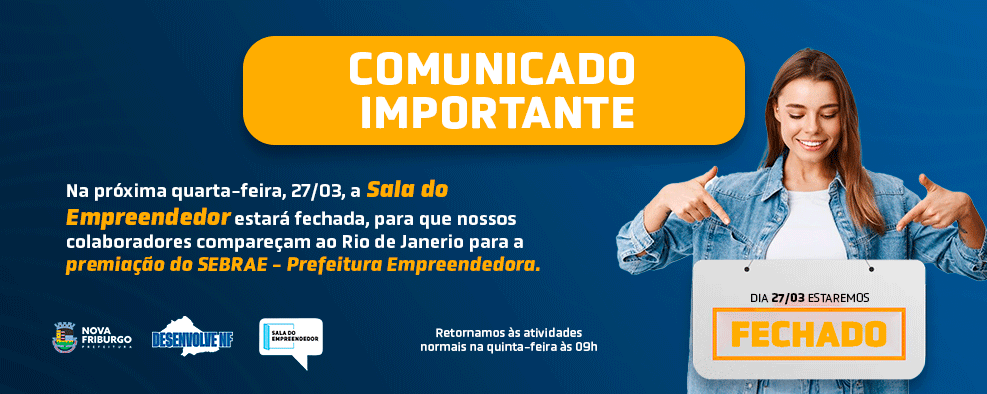 COMUNICADO
IMPORTANTE
Na próxima quarta-feira, 27/03, a Sala do
Empreendedor estará fechada, para que nossos
colaboradores compareçam ao Rio de Janerio para a
premiação do SEBRAE - Prefeitura Empreendedora.
DIA 27/03 ESTAREMOS
FECHADO
NOVA
FRIBURGO
PREFEITURA
DESENVOLVE NF
SALA DO
EMPREENDEDOR
Retornamos às atividades
normais na quinta-feira às 09h